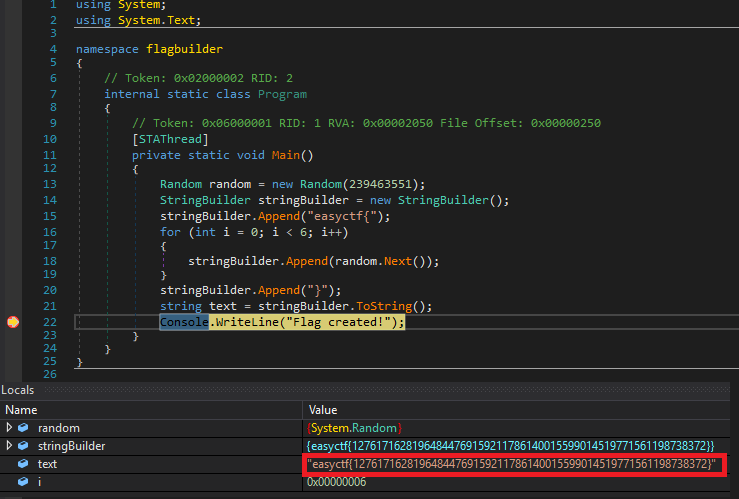 1 using System;
2 using System.Text;
3
4 namespace flagbuilder
5 {
6 // Token: 0x02000002 RID: 2
7 internal static class Program
8 {
9 // Token: 0x06000001 RID: 1 RVA: 0x00002050 File Offset: 0x00000250
10 [STAThread]
11 private static void Main()
12 {
13 Random random = new Random(239463551);
14 StringBuilder stringBuilder = new StringBuilder();
15 stringBuilder.Append("easyctf{");
16 for (int i = 0; i < 6; i++)
17 {
18 stringBuilder.Append(random.Next());
19 }
20 stringBuilder.Append("}");
21 string text = stringBuilder.ToString();
22 Console.WriteLine("Flag created!");
23 }
24 }
25 }
26
Locals
Name Value
random {System.Random}
stringBuilder {easyctf{12761716281964844769159211786140015599014519771561198738372}}
text "easyctf{12761716281964844769159211786140015599014519771561198738372}"
i 0x00000006